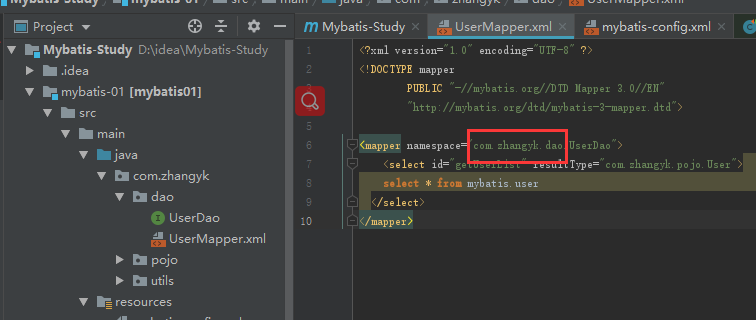 Mybatis-Study
mybatis-01
src
main
java
com
zhangyk
dao
UserMapper.xml
Project
Mybatis-Study D:\idea\Mybatis-Study
.idea
mybatis-01 [mybatis01]
src
main
java
com.zhangyk
dao
UserDao
UserMapper.xml
pojo
utils
resources
m Mybatis-Study
UserMapper.xml
mybatis-config.xml
1 <?xml version="1.0" encoding="UTF-8" ?>
2 <!DOCTYPE mapper
PUBLIC "-//mybatis.org//DTD Mapper 3.0//EN"
"http://mybatis.org/dtd/mybatis-3-mapper.dtd">
5
6 <mapper namespace="com.zhangyk.dao.UserDao">
7 <select id="getUserList" resultType="com.zhangyk.pojo.User">
8 select * from mybatis.user
9 </select>
10 </mapper>